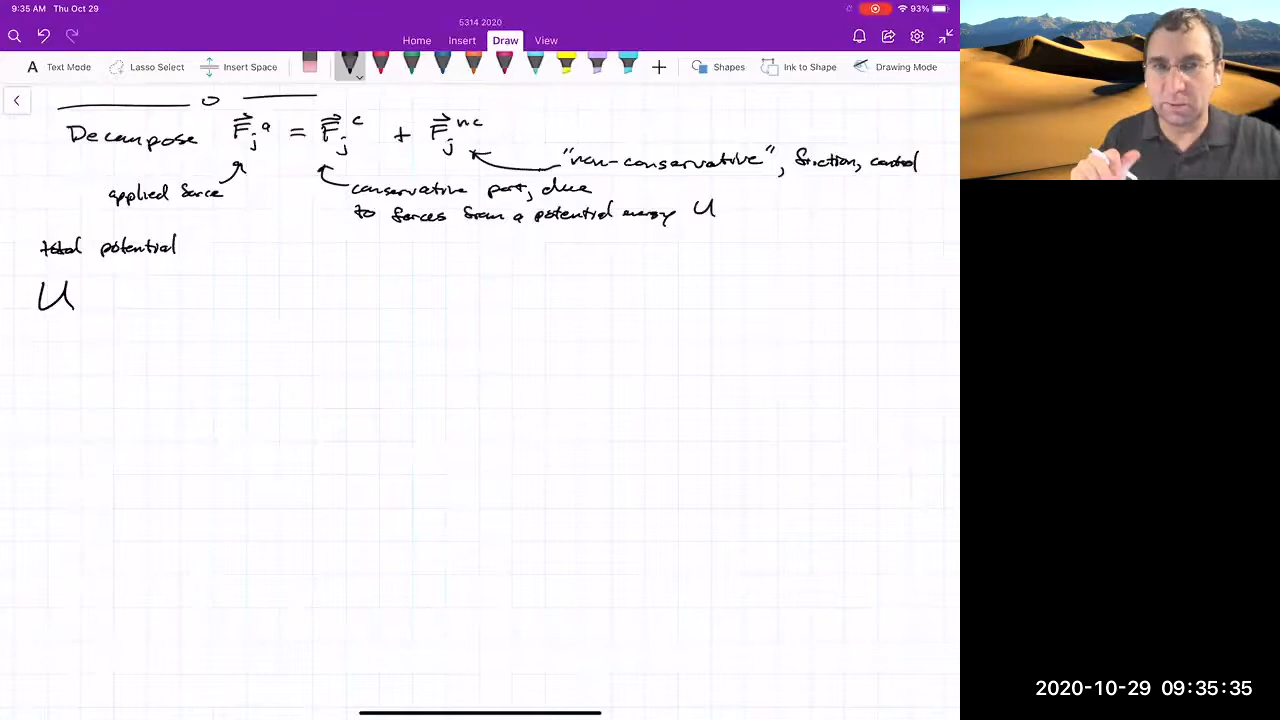 9:35 AM Thu Oct 29
93%
5314 2020
Home Insert Draw View
A Text Mode Lasso Select Insert Space Shapes Ink to Shape Drawing Mode
Decompose F⃗ⱼᵃ = F⃗ⱼᶜ + F⃗ⱼⁿᶜ
"non-conservative", friction, control
applied force
conservative part, due
to forces from a potential energy U
total potential
U
2020-10-29 09:35:35